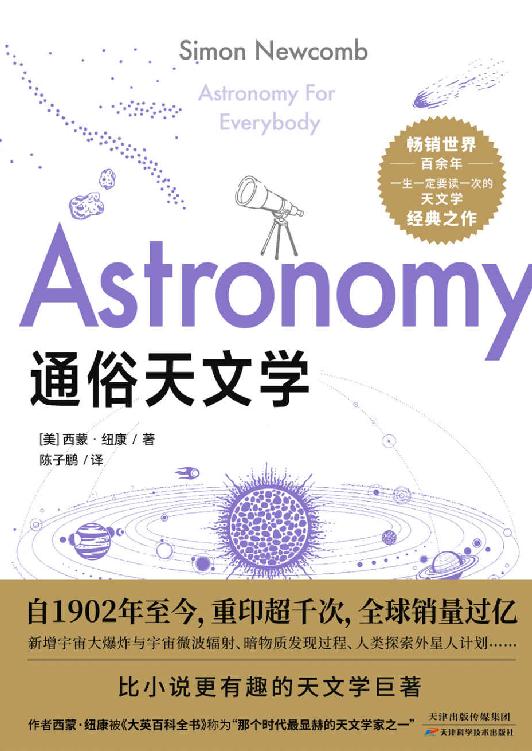 Simon Newcomb
Astronomy For
Everybody
畅销世界
百余年
一生一定要读一次的
天文学
经典之作
Astronomy
通俗天文学
[美]西蒙·纽康 / 著
陈子鹏 / 译
自1902年至今, 重印超千次, 全球销量过亿
新增宇宙大爆炸与宇宙微波辐射、暗物质发现过程、人类探索外星人计划……
比小说更有趣的天文学巨著
作者西蒙·纽康被《大英百科全书》称为“那个时代最显赫的天文学家之一”
天津出版传媒集团
天津科学技术出版社